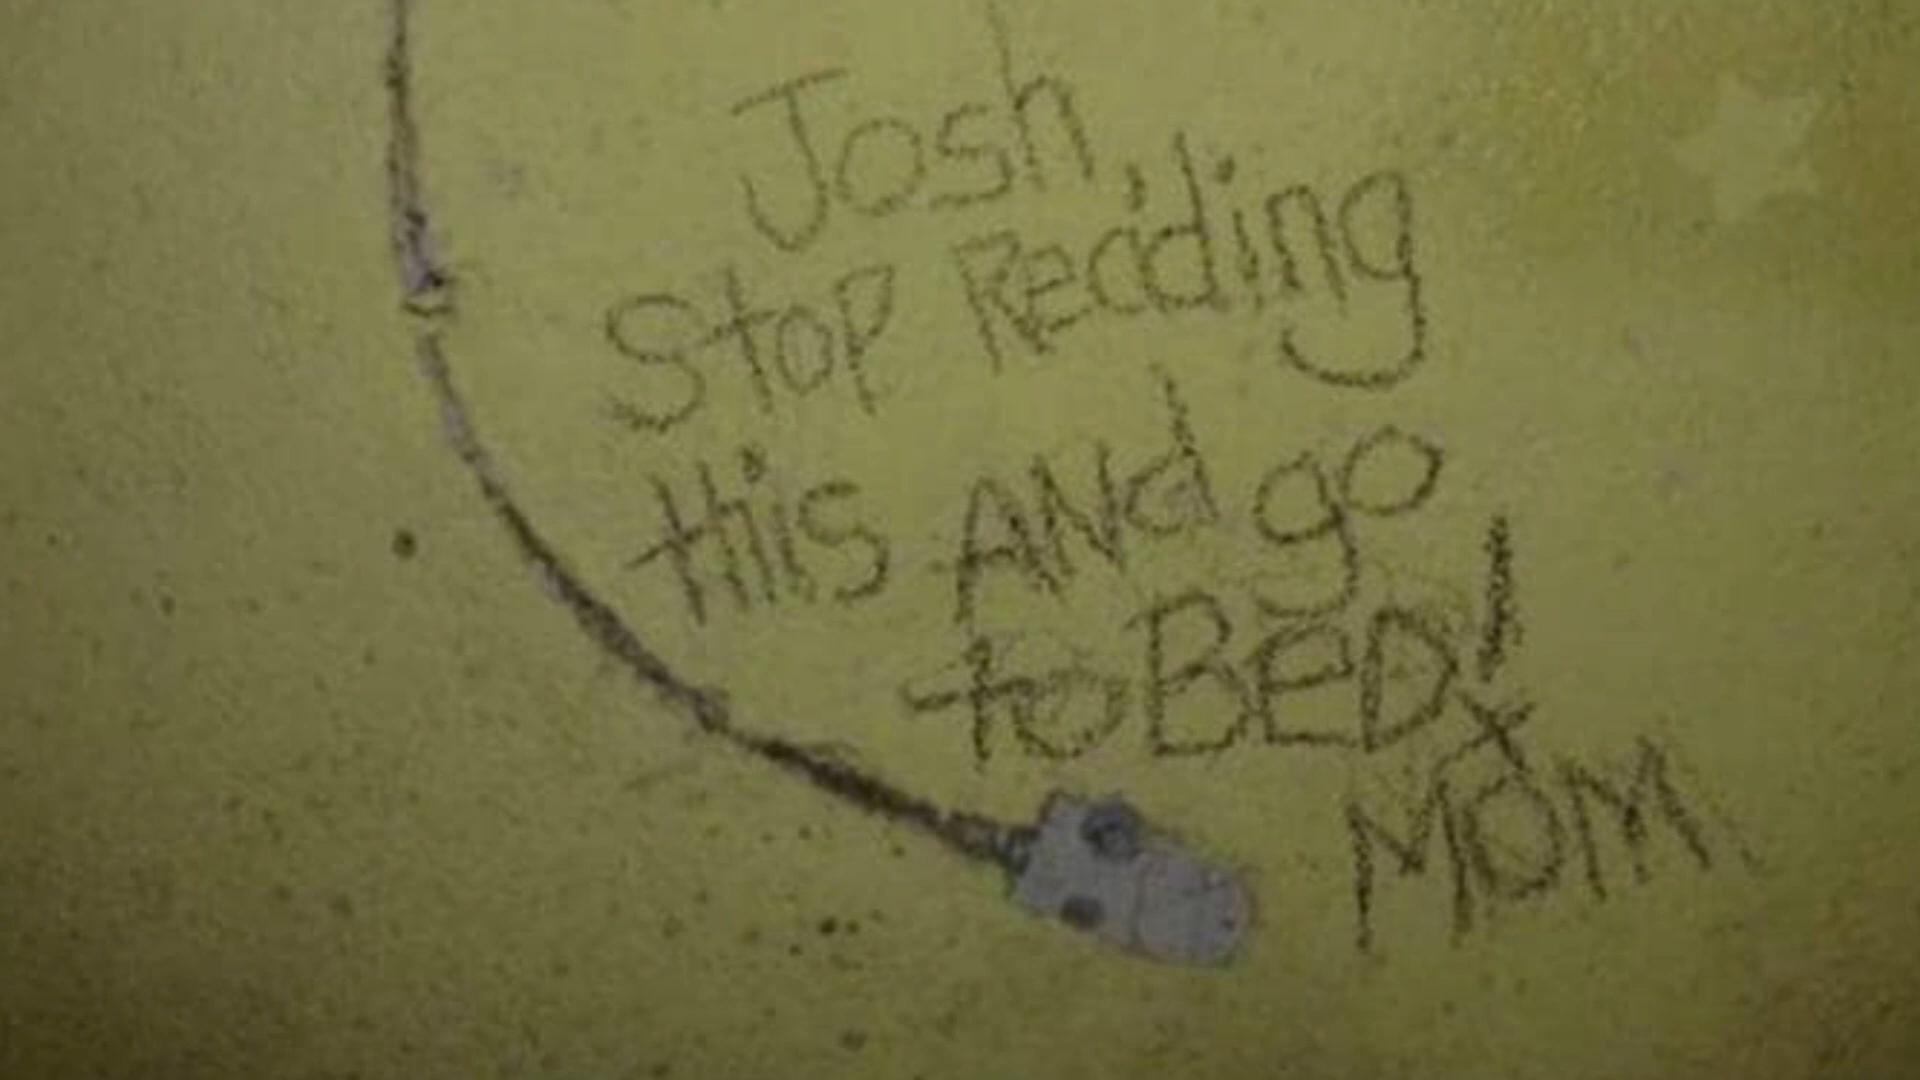 Josh,
Stop Reading
tHis ANd go
to BED!
x
MOM